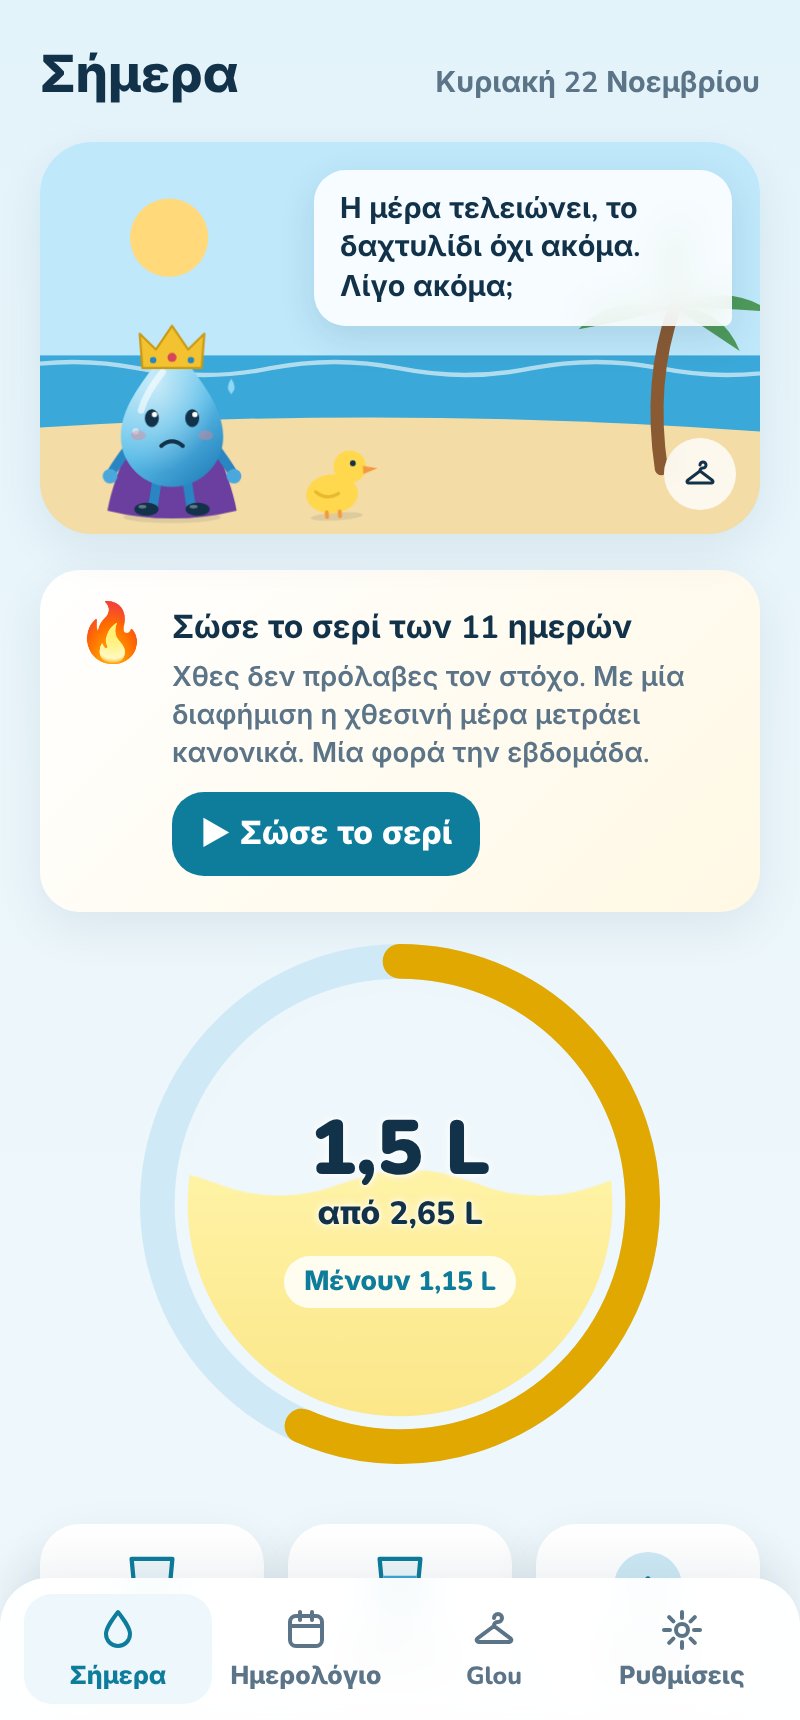 Σήμερα
Κυριακή 22 Νοεμβρίου
Η μέρα τελειώνει, το
δαχτυλίδι όχι ακόμα.
Λίγο ακόμα;
Σώσε το σερί των 11 ημερών
Χθες δεν πρόλαβες τον στόχο. Με μία
διαφήμιση η χθεσινή μέρα μετράει
κανονικά. Μία φορά την εβδομάδα.
▶ Σώσε το σερί
1,5 L
από 2,65 L
Μένουν 1,15 L
Σήμερα
Ημερολόγιο
Glou
Ρυθμίσεις